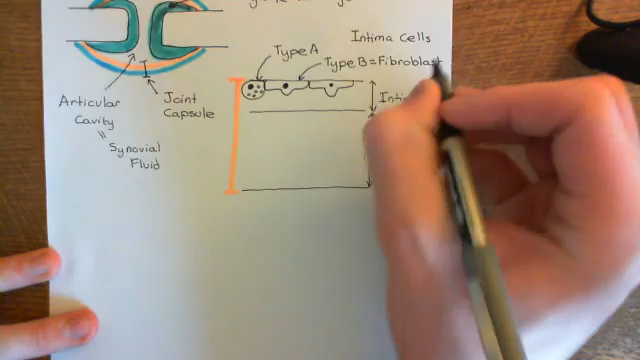 Intima Cells
Type A
Type B = Fibroblast
Articular
Cavity
=
Synovial
Fluid
Joint
Capsule